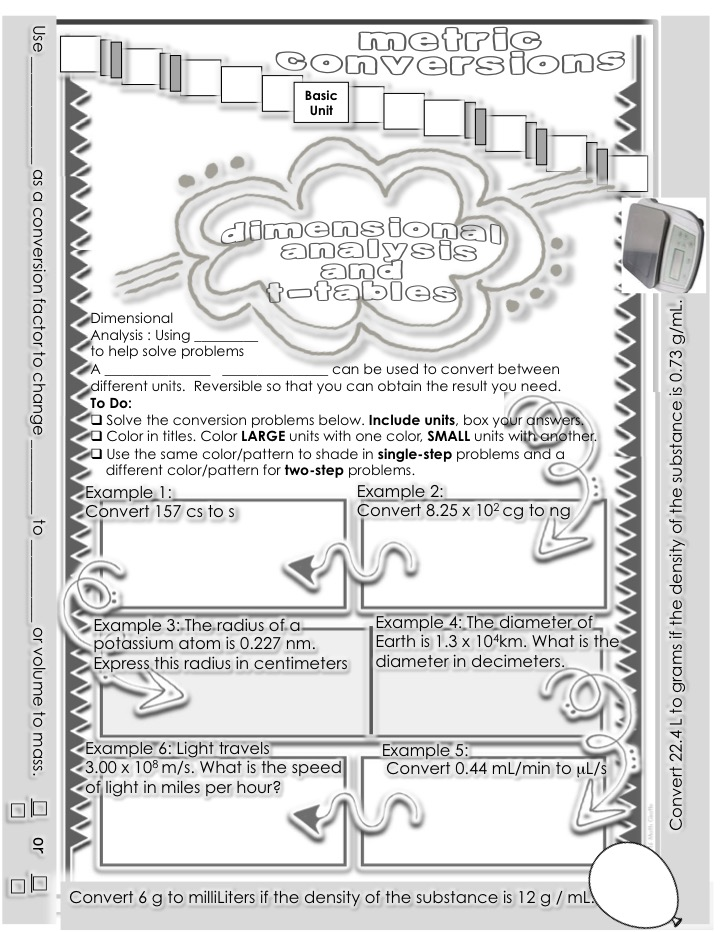 metric
conversions
Basic
Unit
dimensional
analysis
and
t-tables
Dimensional
Analysis : Using _________
to help solve problems
A _______________ _______________ can be used to convert between
different units. Reversible so that you can obtain the result you need.
To Do:
❑ Solve the conversion problems below. Include units, box your answers.
❑ Color in titles. Color LARGE units with one color, SMALL units with another.
❑ Use the same color/pattern to shade in single-step problems and a
different color/pattern for two-step problems.
Example 1:
Convert 157 cs to s
Example 2:
Convert 8.25 x 10² cg to ng
Example 3: The radius of a
potassium atom is 0.227 nm.
Express this radius in centimeters
Example 4: The diameter of
Earth is 1.3 x 10⁴km. What is the
diameter in decimeters.
Example 6: Light travels
3.00 x 10⁸ m/s. What is the speed
of light in miles per hour?
Example 5:
Convert 0.44 mL/min to µL/s
Convert 6 g to milliLiters if the density of the substance is 12 g / mL.
Use ____________ as a conversion factor to change ________ to ________ or volume to mass.
or
Convert 22.4 L to grams if the density of the substance is 0.73 g/mL.